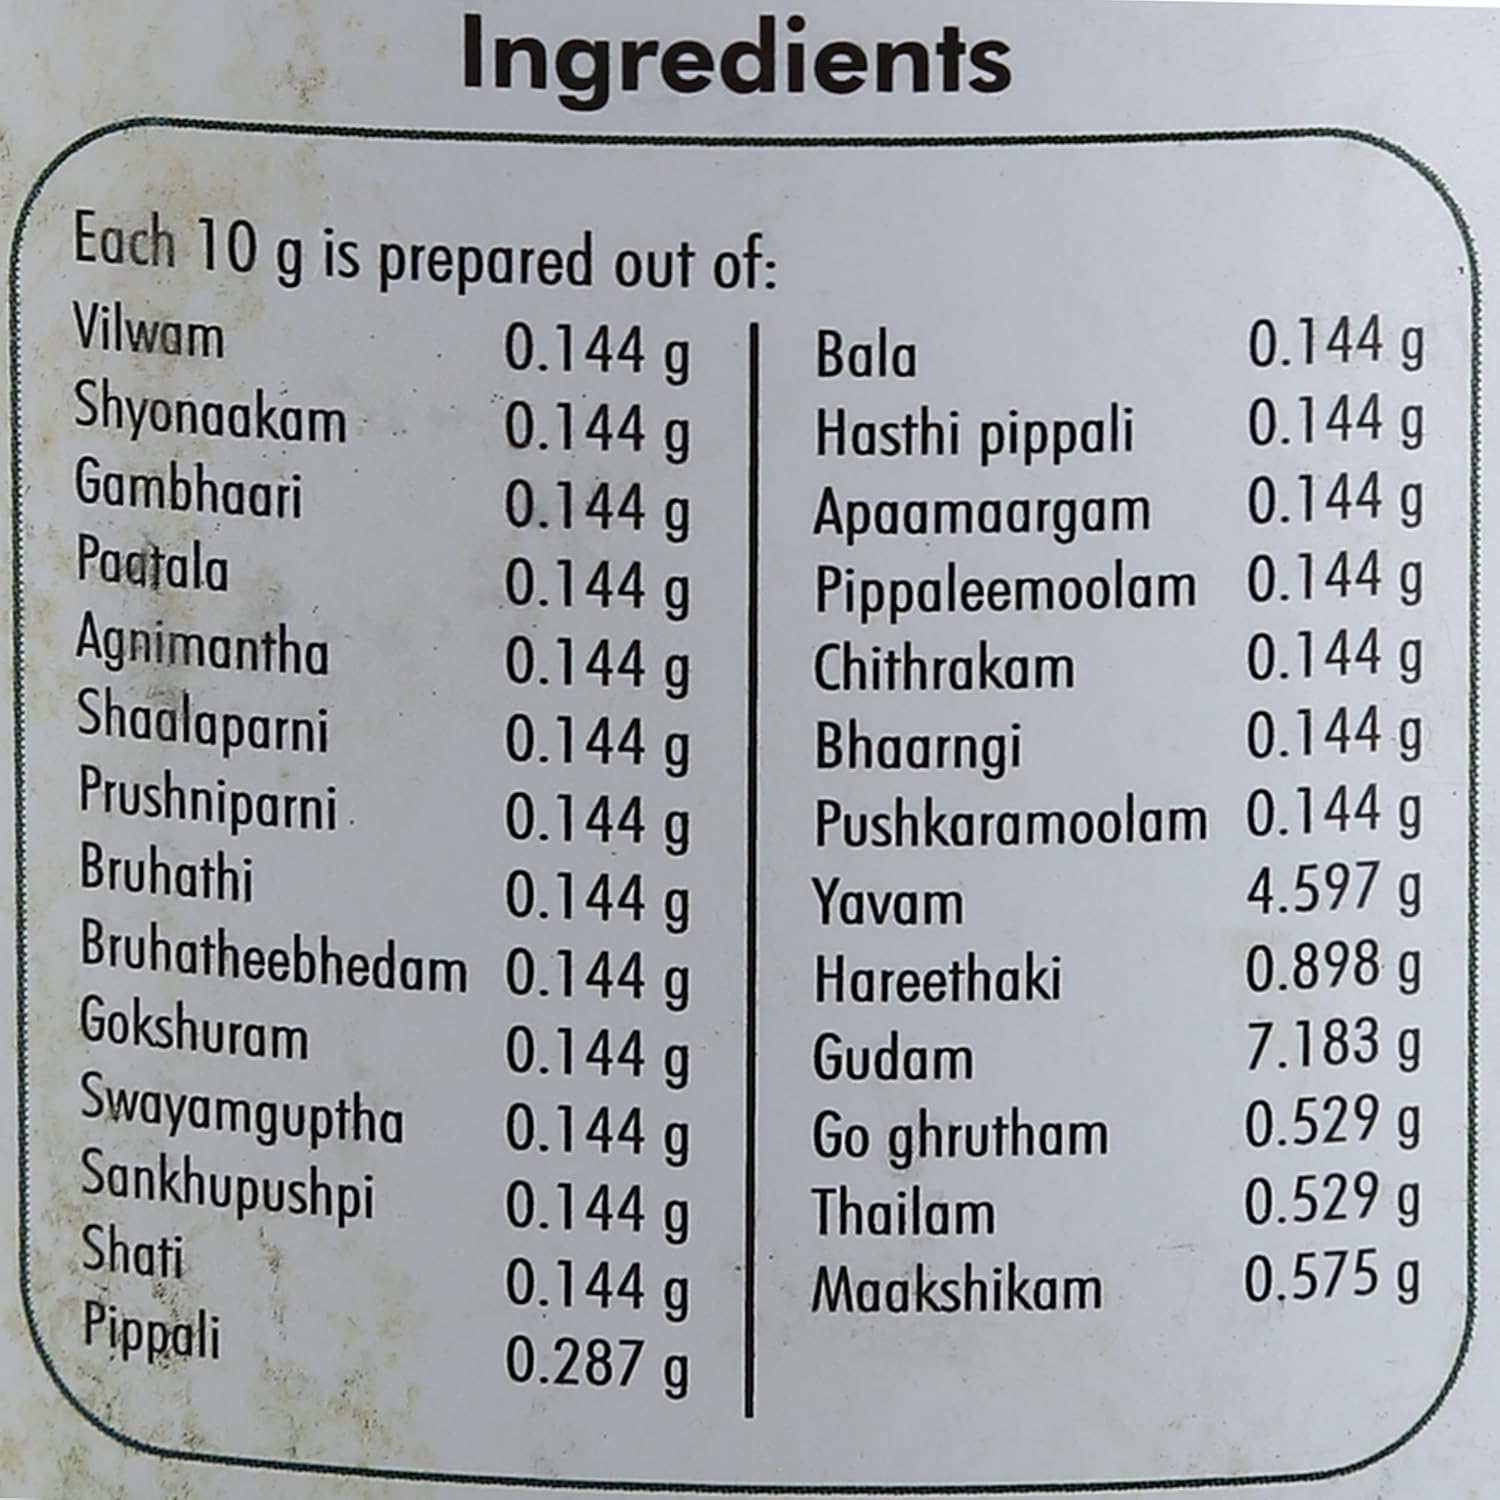 Ingredients
Each 10 g is prepared out of:
Vilwam 0.144 g
Shyonaakam 0.144 g
Gambhaari 0.144 g
Paatala 0.144 g
Agnimantha 0.144 g
Shaalaparni 0.144 g
Prushniparni 0.144 g
Bruhathi 0.144 g
Bruhatheebhedam 0.144 g
Gokshuram 0.144 g
Swayamguptha 0.144 g
Sankhupushpi 0.144 g
Shati 0.144 g
Pippali 0.287 g
Bala 0.144 g
Hasthi pippali 0.144 g
Apaamaargam 0.144 g
Pippaleemoolam 0.144 g
Chithrakam 0.144 g
Bhaarngi 0.144 g
Pushkaramoolam 0.144 g
Yavam 4.597 g
Hareethaki 0.898 g
Gudam 7.183 g
Go ghrutham 0.529 g
Thailam 0.529 g
Maakshikam 0.575 g